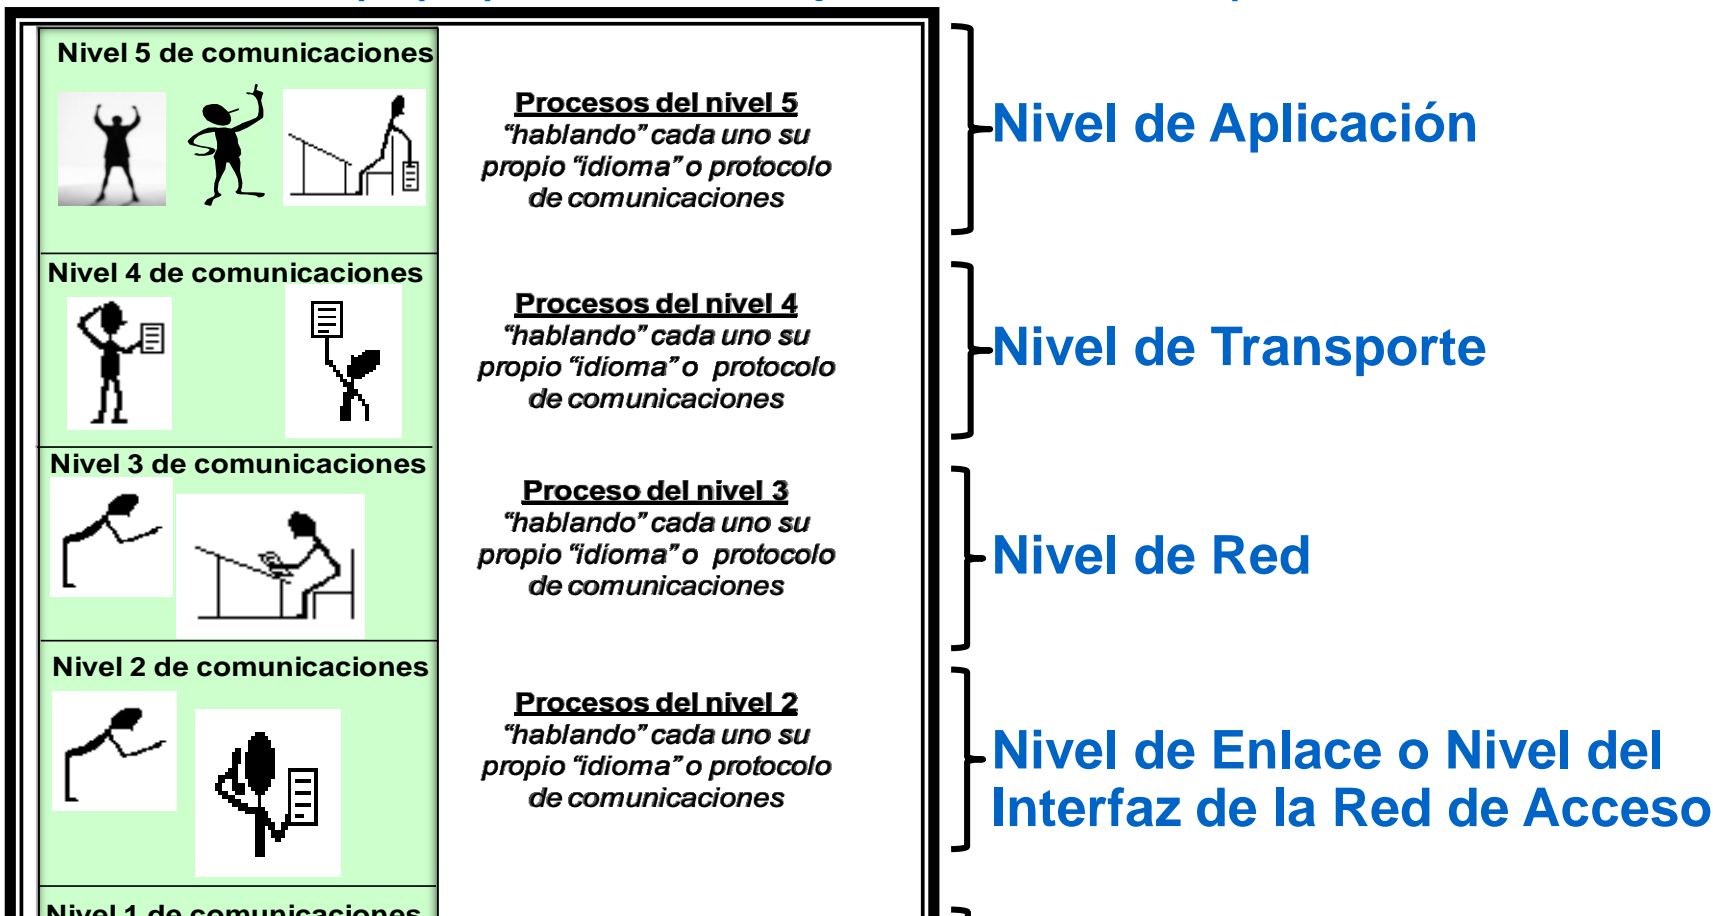 Nivel 5 de comunicaciones
Procesos del nivel 5
“hablando” cada uno su
propio “idioma” o protocolo
de comunicaciones
Nivel de Aplicación
Nivel 4 de comunicaciones
Procesos del nivel 4
“hablando” cada uno su
propio “idioma” o protocolo
de comunicaciones
Nivel de Transporte
Nivel 3 de comunicaciones
Proceso del nivel 3
“hablando” cada uno su
propio “idioma” o protocolo
de comunicaciones
Nivel de Red
Nivel 2 de comunicaciones
Procesos del nivel 2
“hablando” cada uno su
propio “idioma” o protocolo
de comunicaciones
Nivel de Enlace o Nivel del
Interfaz de la Red de Acceso
Nivel 1 de comunicaciones